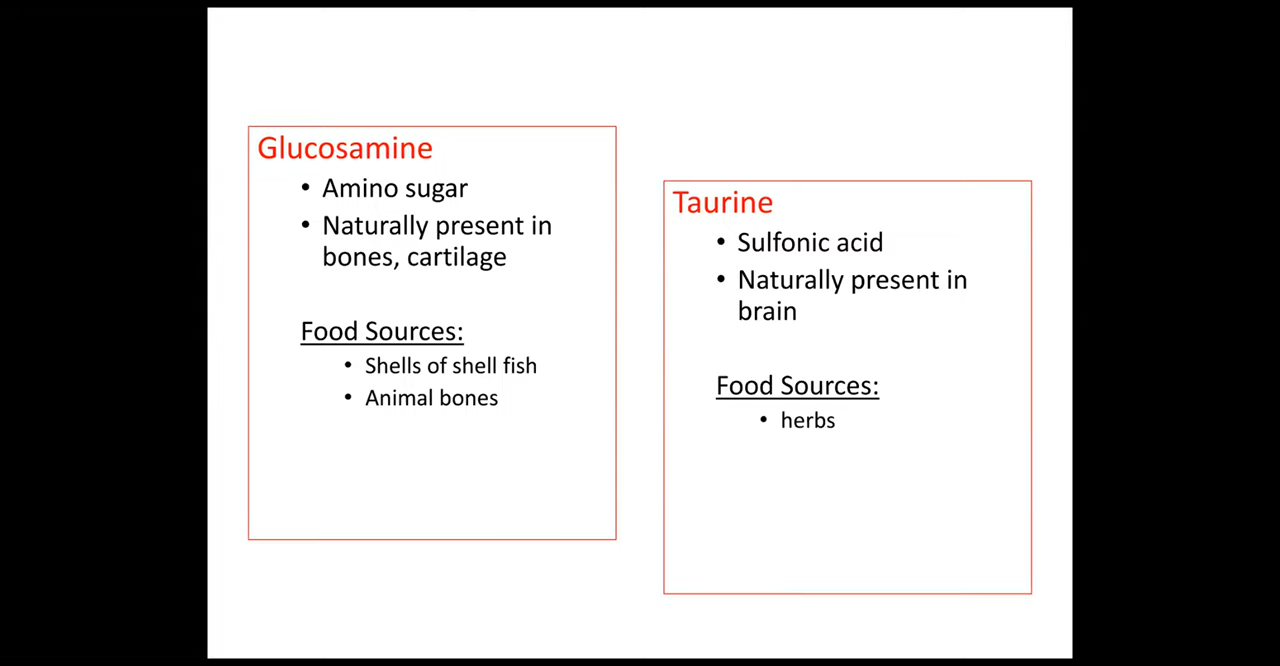 Glucosamine
• Amino sugar
• Naturally present in
bones, cartilage
Food Sources:
• Shells of shell fish
• Animal bones
Taurine
• Sulfonic acid
• Naturally present in
brain
Food Sources:
• herbs